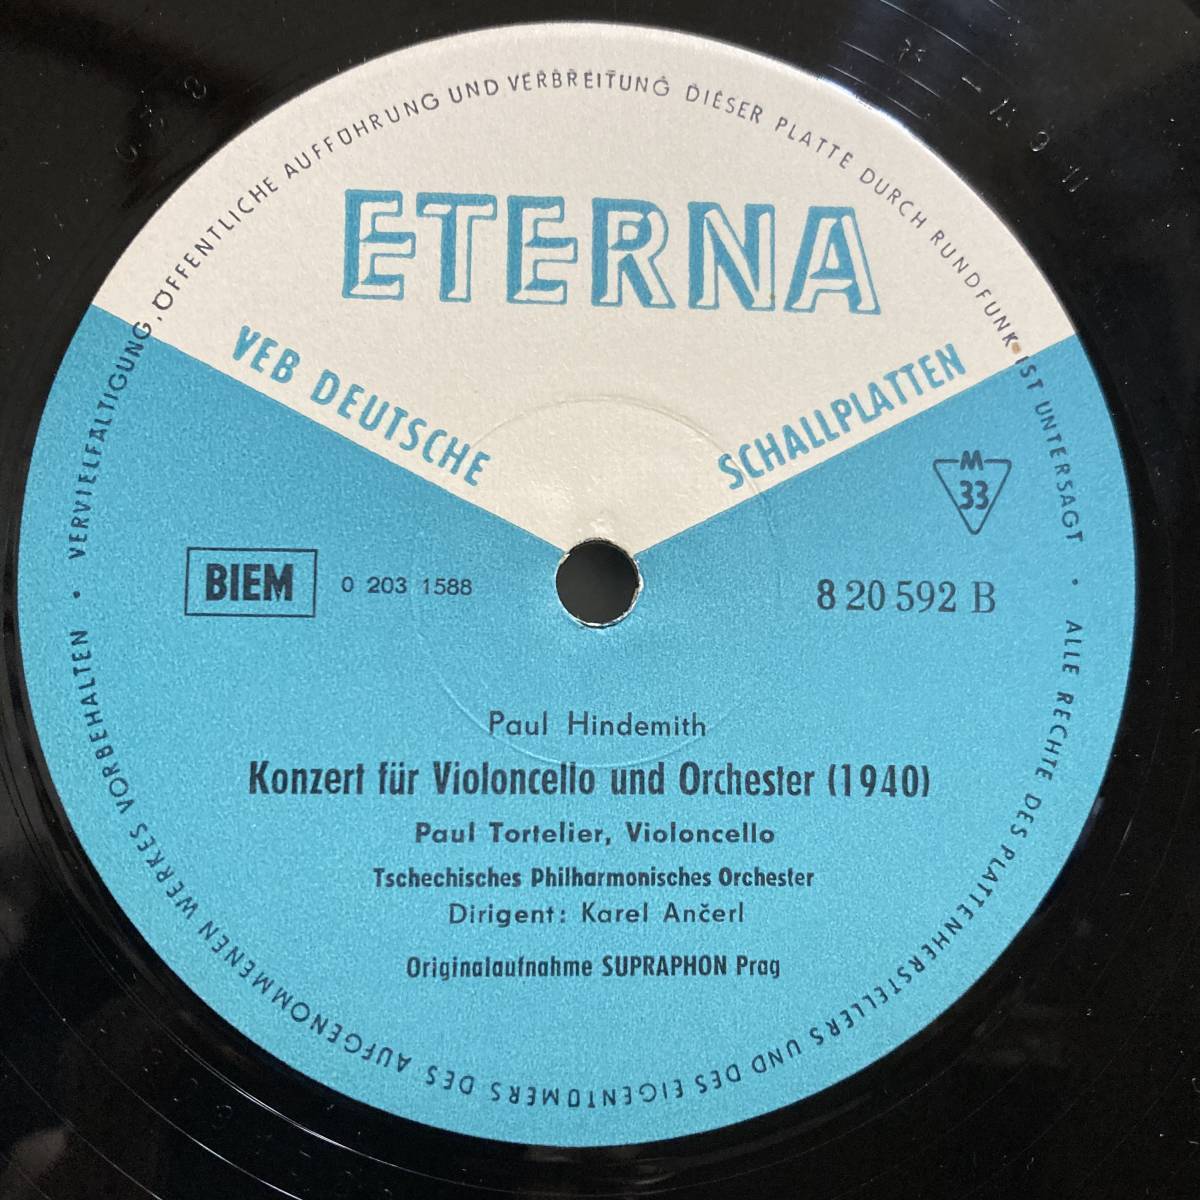 ETERNA
VEB DEUTSCHE SCHALLPLATTEN
M
33
BIEM
0 203 1588
8 20 592 B
Paul Hindemith
Konzert für Violoncello und Orchester (1940)
Paul Tortelier, Violoncello
Tschechisches Philharmonisches Orchester
Dirigent: Karel Ančerl
Originalaufnahme SUPRAPHON Prag
ALLE RECHTE DES PLATTENHERSTELLERS UND DES EIGENTÜMERS DES AUFGENOMMENEN WERKES VORBEHALTEN • VERVIELFÄLTIGUNG, ÖFFENTLICHE AUFFÜHRUNG UND VERBREITUNG DIESER PLATTE DURCH RUNDFUNK IST UNTERSAGT •